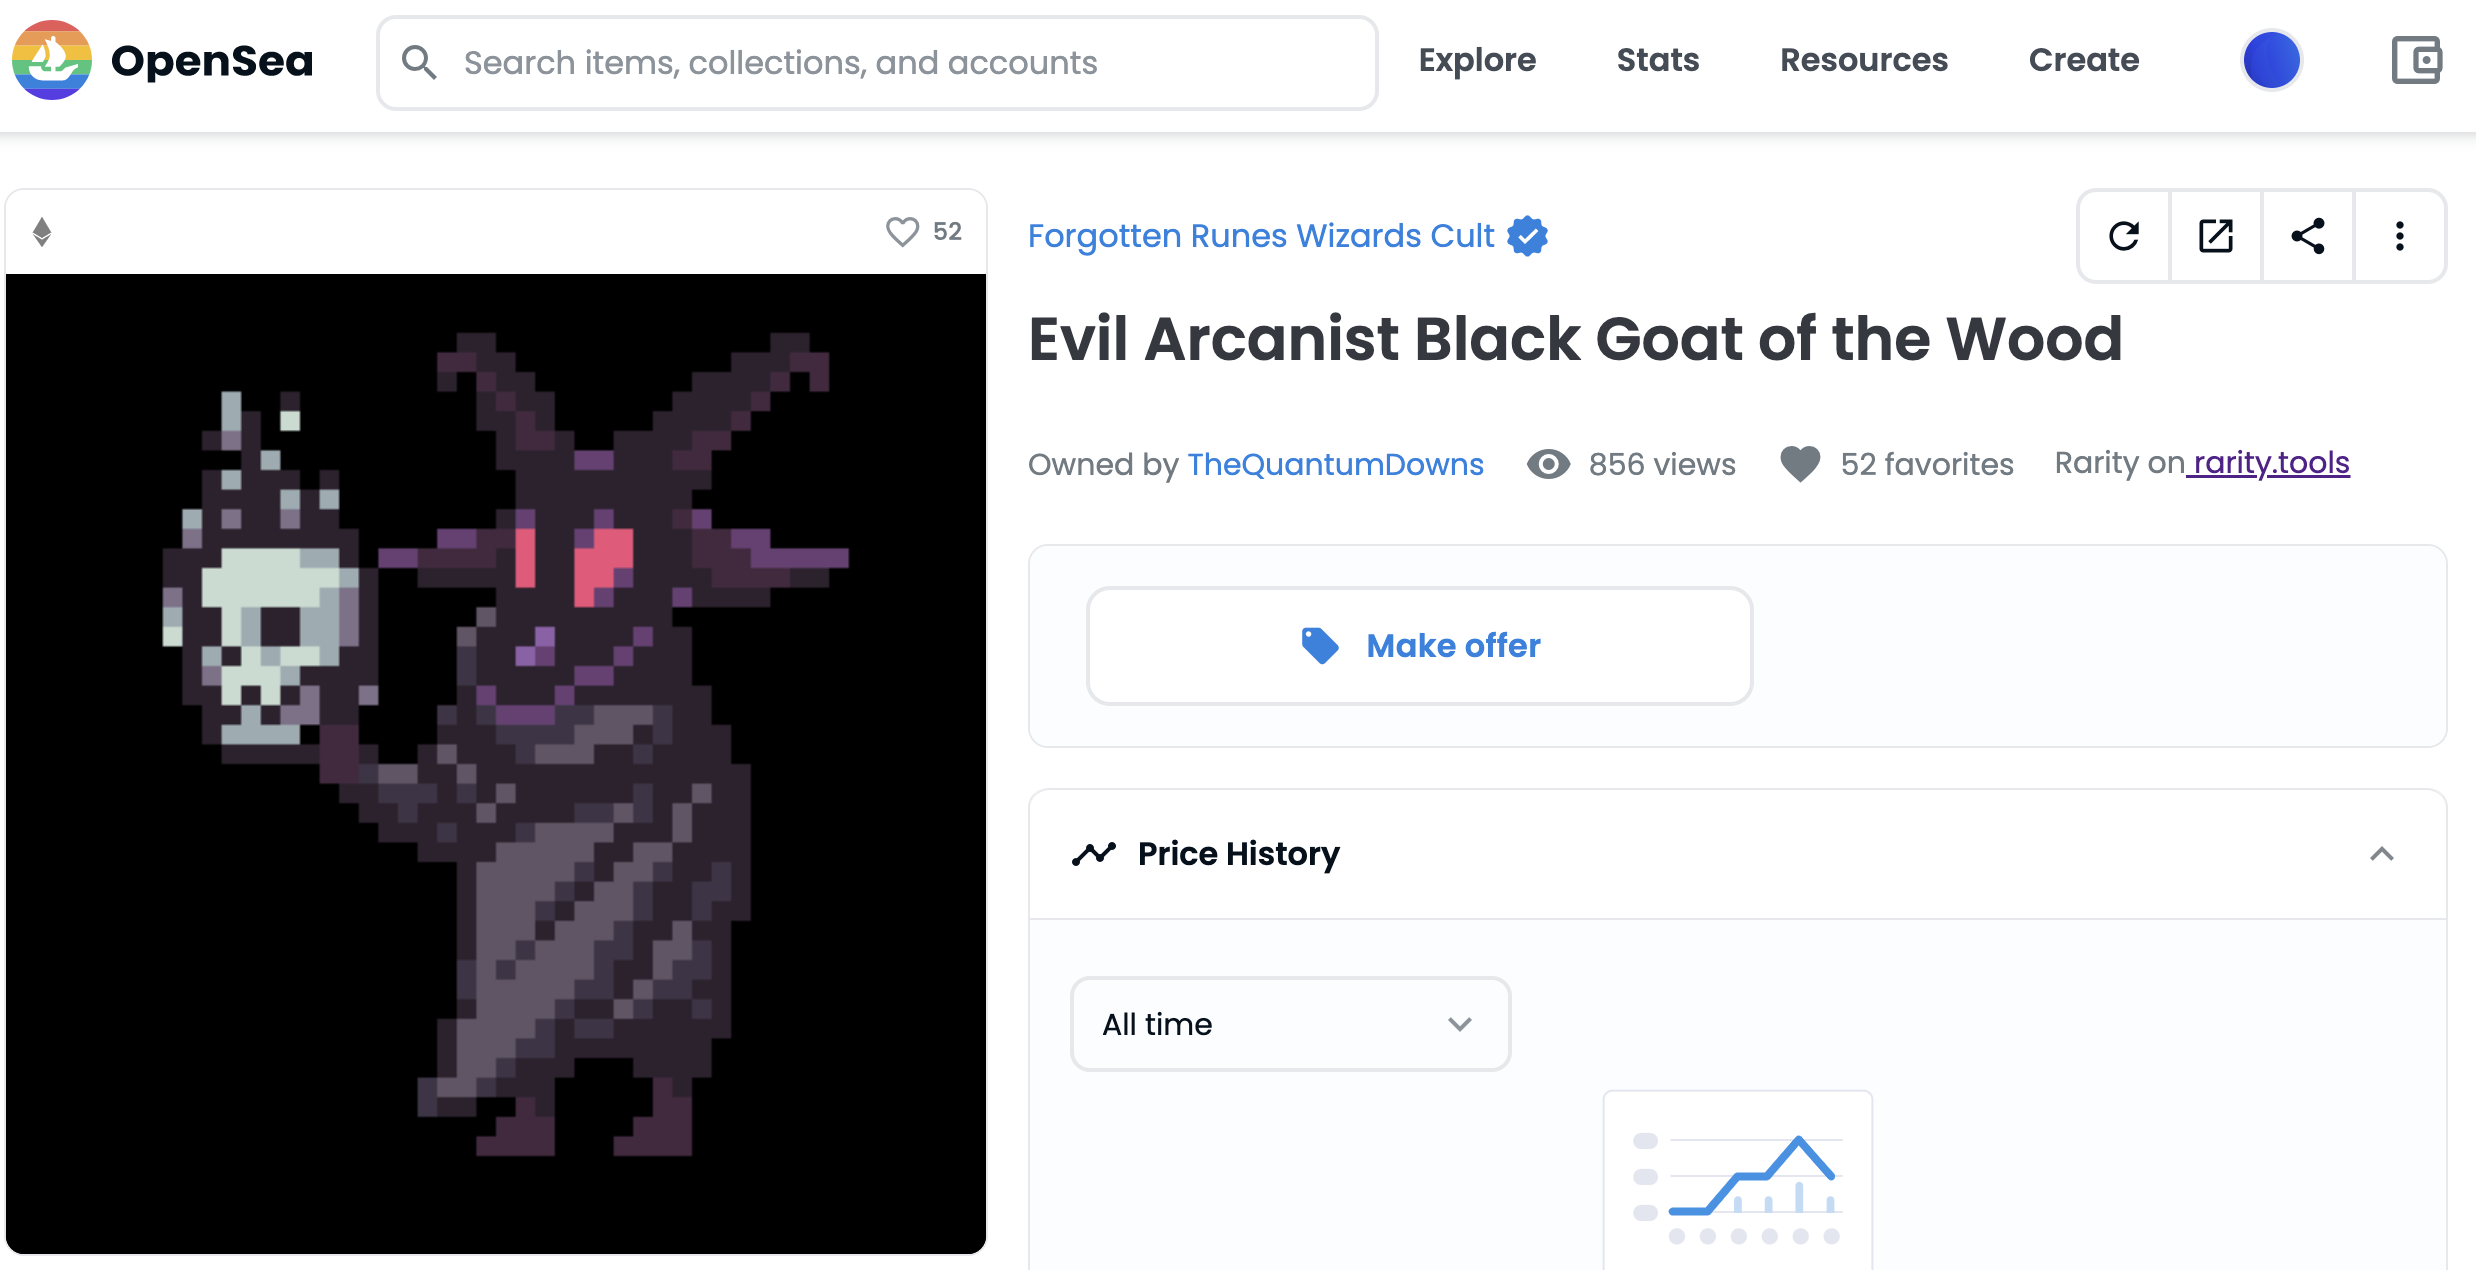 OpenSea
Search items, collections, and accounts
Explore
Stats
Resources
Create
52
Forgotten Runes Wizards Cult
Evil Arcanist Black Goat of the Wood
Owned by TheQuantumDowns
856 views
52 favorites
Rarity on rarity.tools
Make offer
Price History
All time